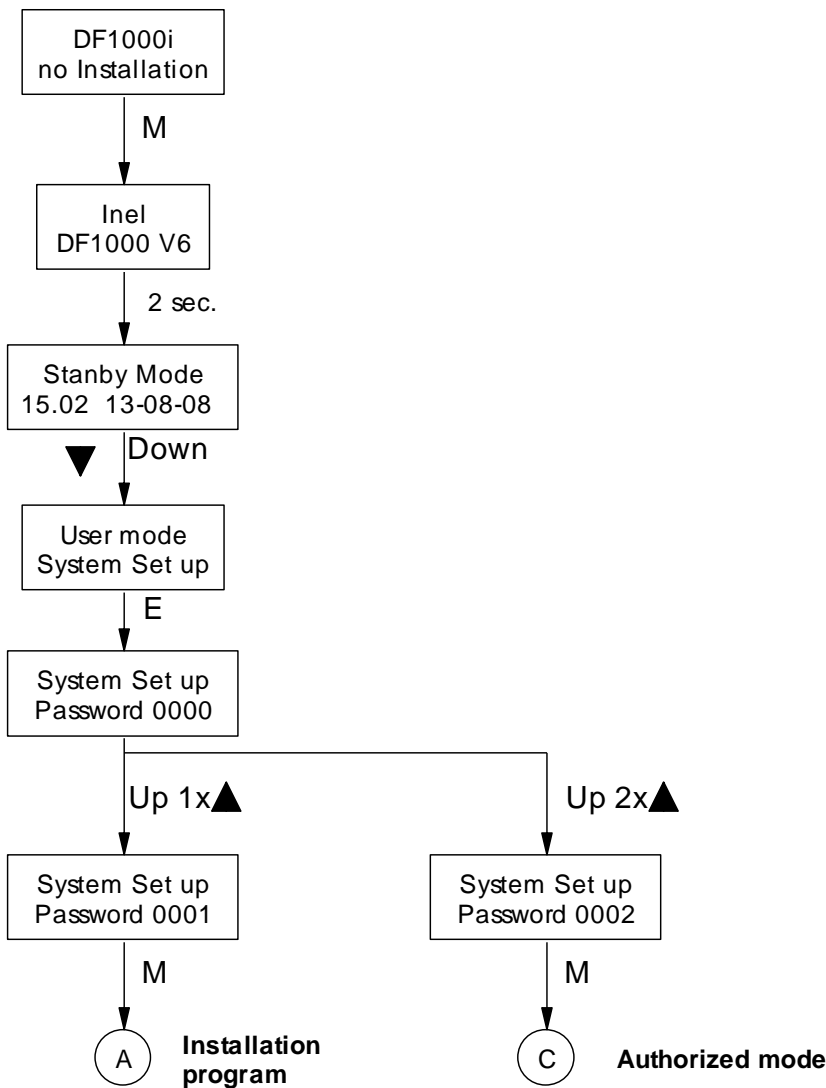 DF1000i
no Installation
M
Inel
DF1000 V6
2 sec.
Stanby Mode
15.02 13-08-08
▼ Down
User mode
System Set up
E
System Set up
Password 0000
Up 1x▲
Up 2x▲
System Set up
Password 0001
System Set up
Password 0002
M
M
A
Installation
program
C
Authorized mode